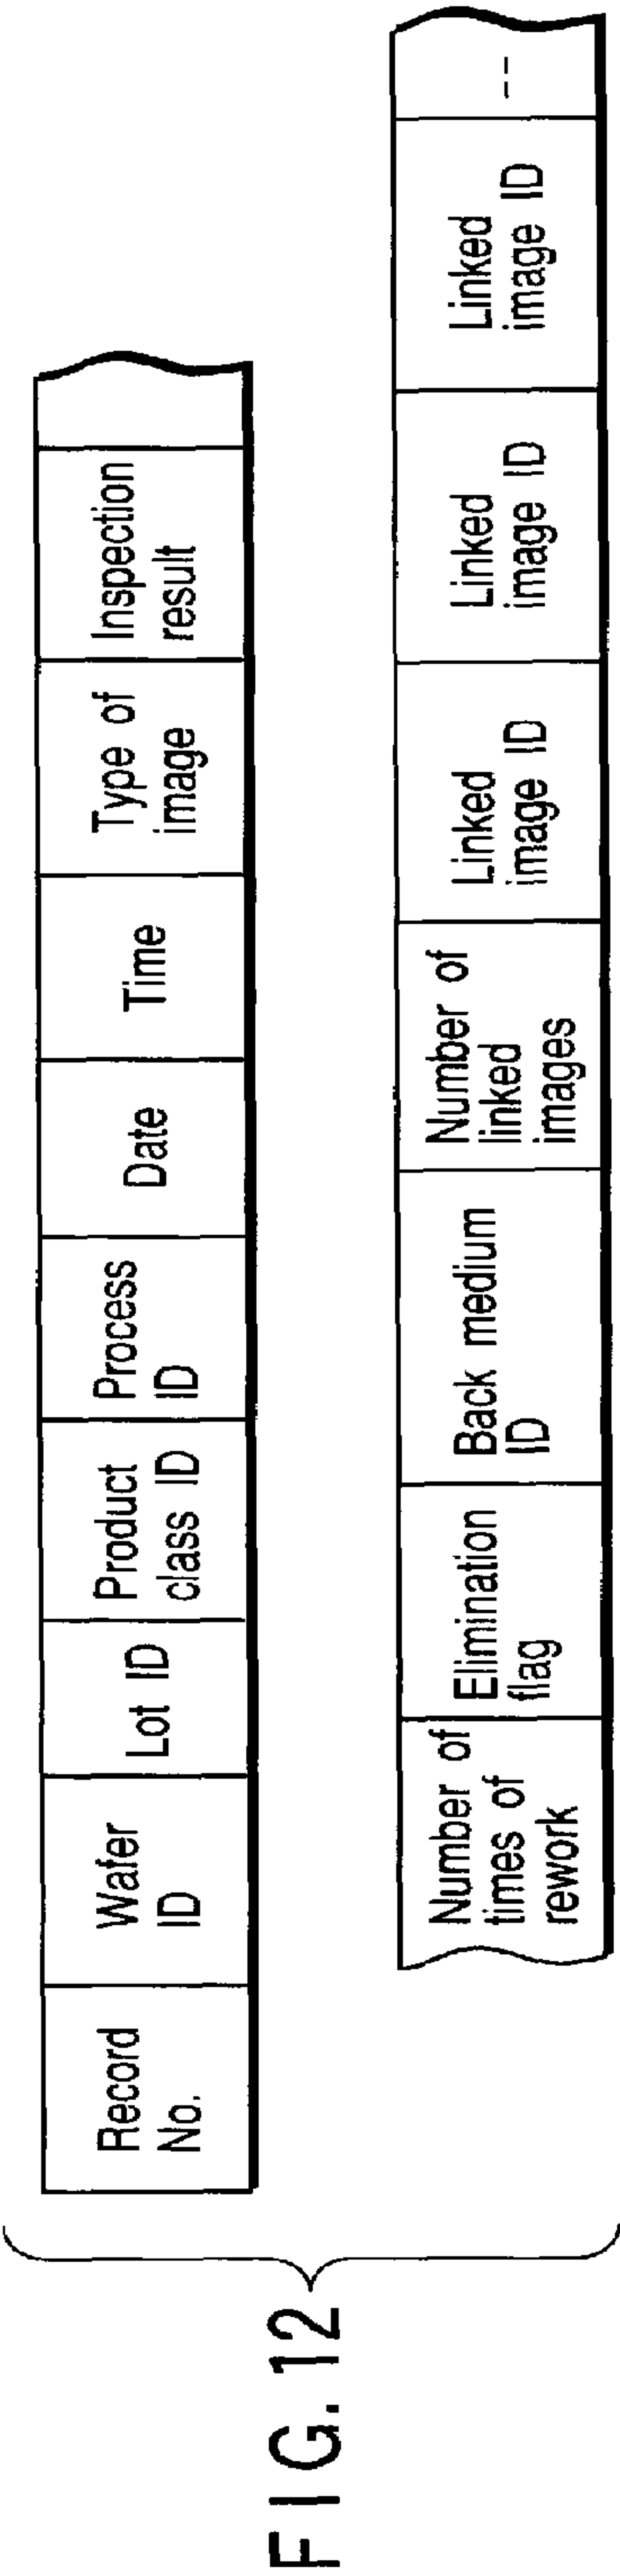 FIG. 12
Record
No.
Wafer
ID
Lot ID
Product
class ID
Process
ID
Date
Time
Type of
image
Inspection
result
Number of
times of
rework
Elimination
flag
Back medium
ID
Number of
linked
images
Linked
image ID
Linked
image ID
Linked
image ID
--